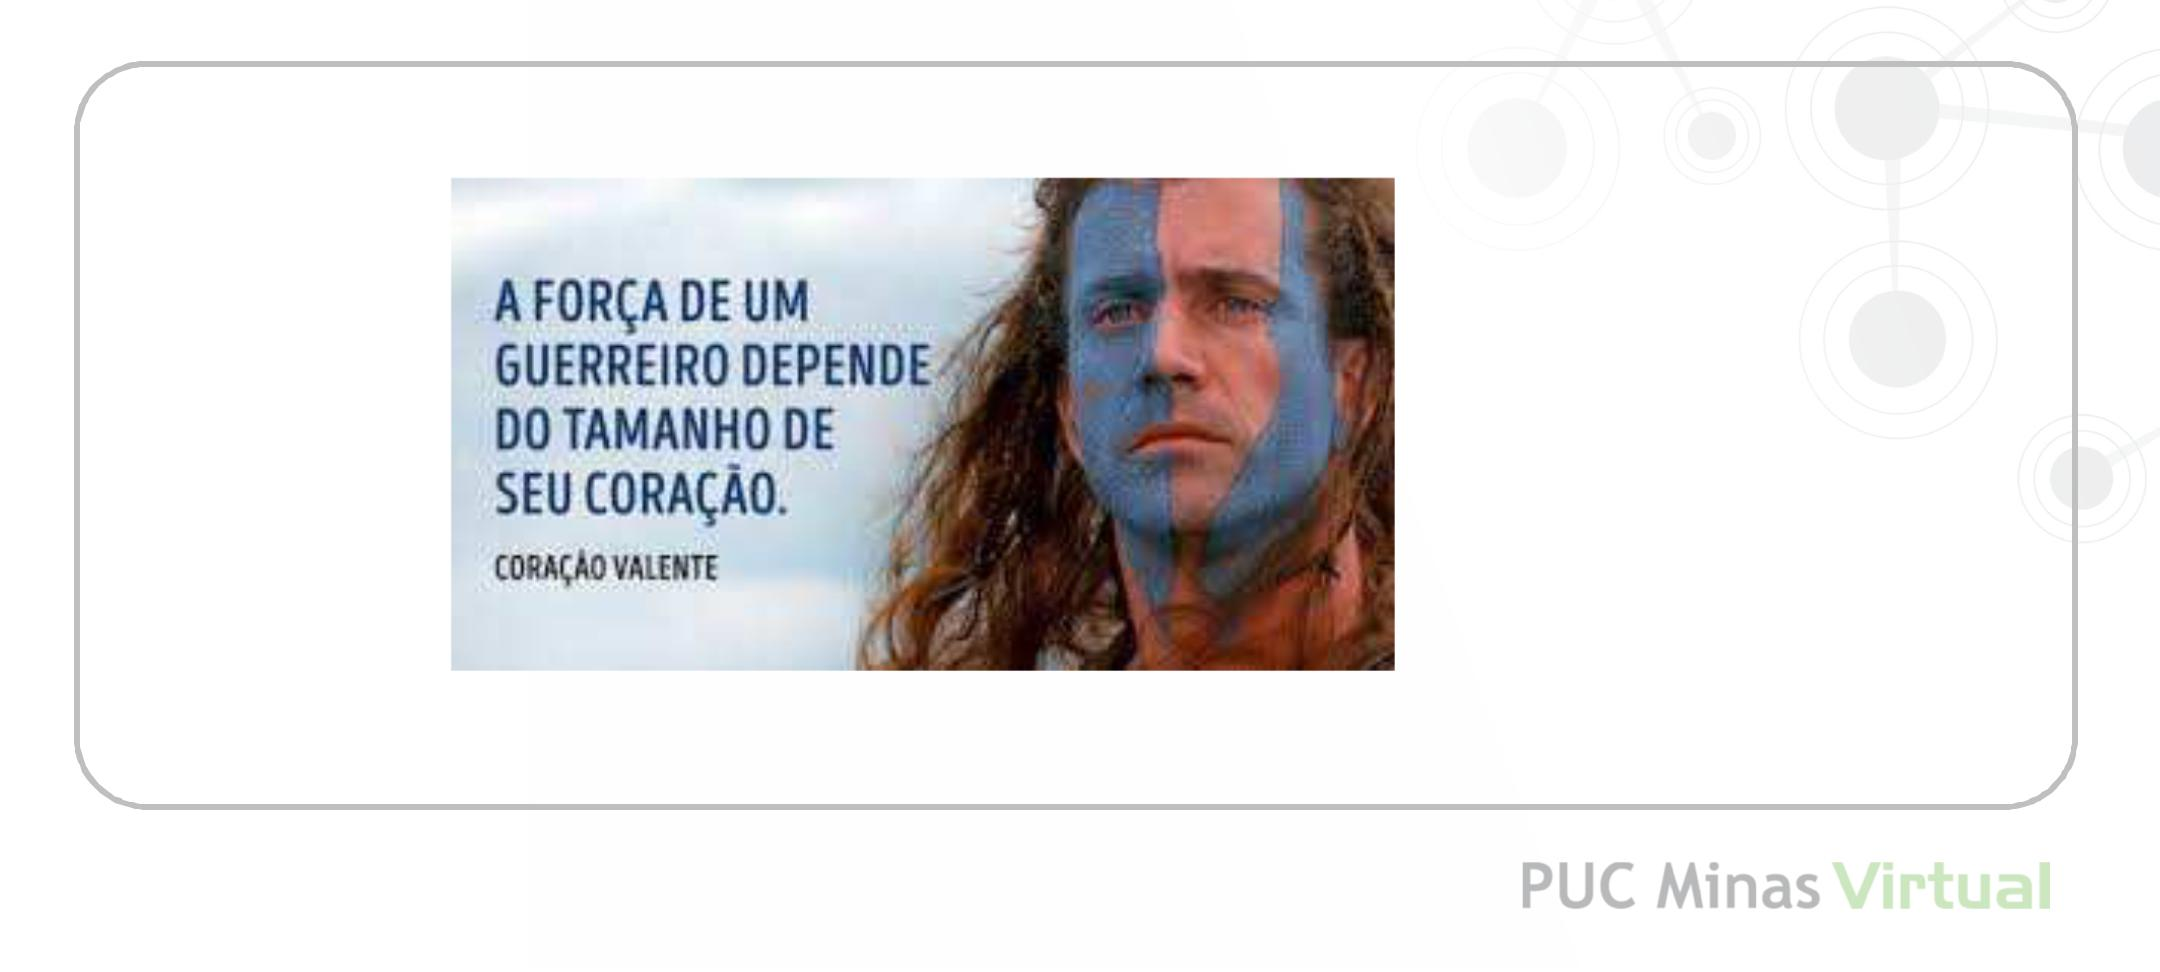 A FORÇA DE UM
GUERREIRO DEPENDE
DO TAMANHO DE
SEU CORAÇÃO.
CORAÇÃO VALENTE
PUC Minas Virtual